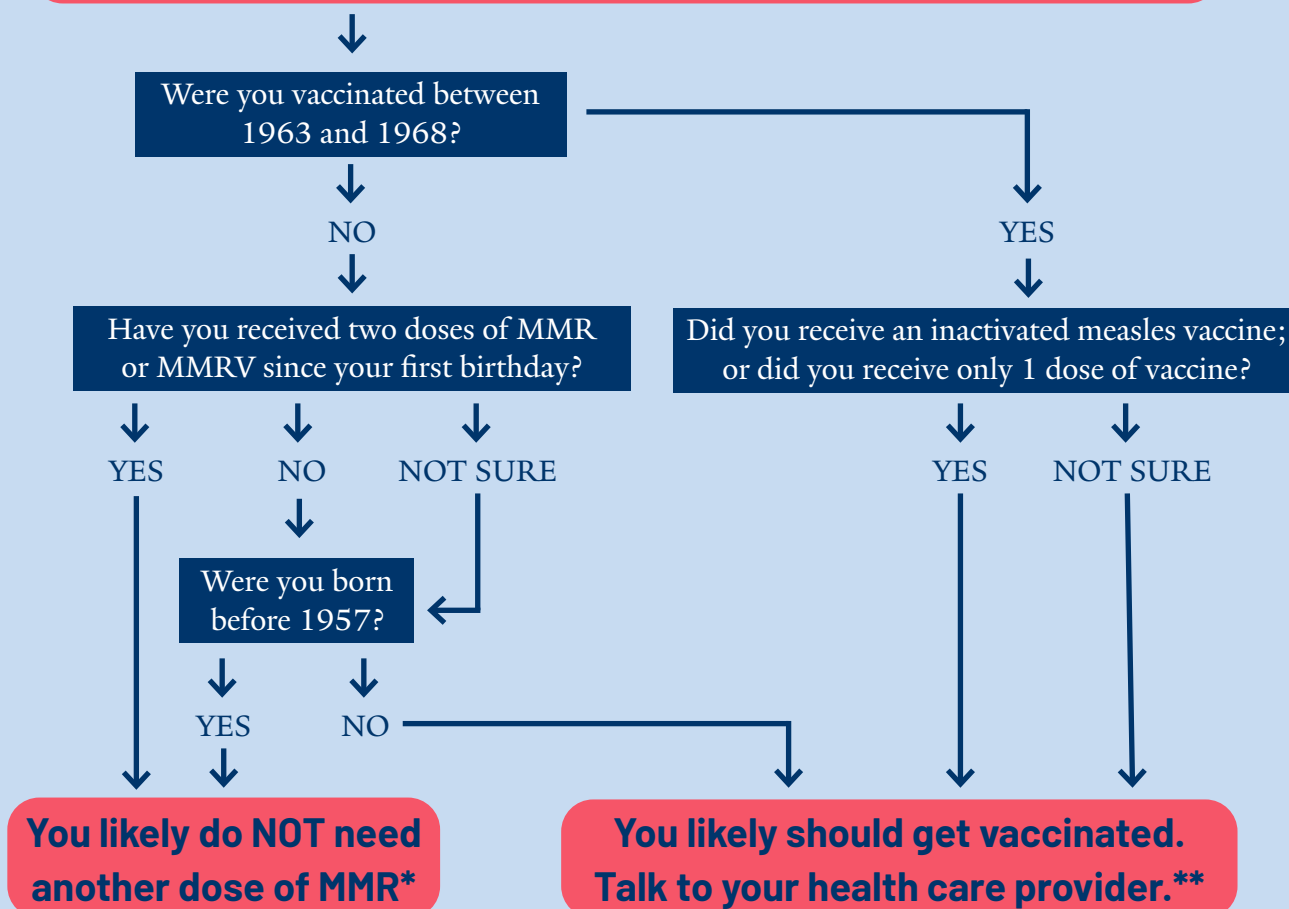 Were you vaccinated between
1963 and 1968?
NO
YES
Have you received two doses of MMR
or MMRV since your first birthday?
Did you receive an inactivated measles vaccine;
or did you receive only 1 dose of vaccine?
YES
NO
NOT SURE
YES
NOT SURE
Were you born
before 1957?
YES
NO
You likely do NOT need
another dose of MMR*
You likely should get vaccinated.
Talk to your health care provider.**